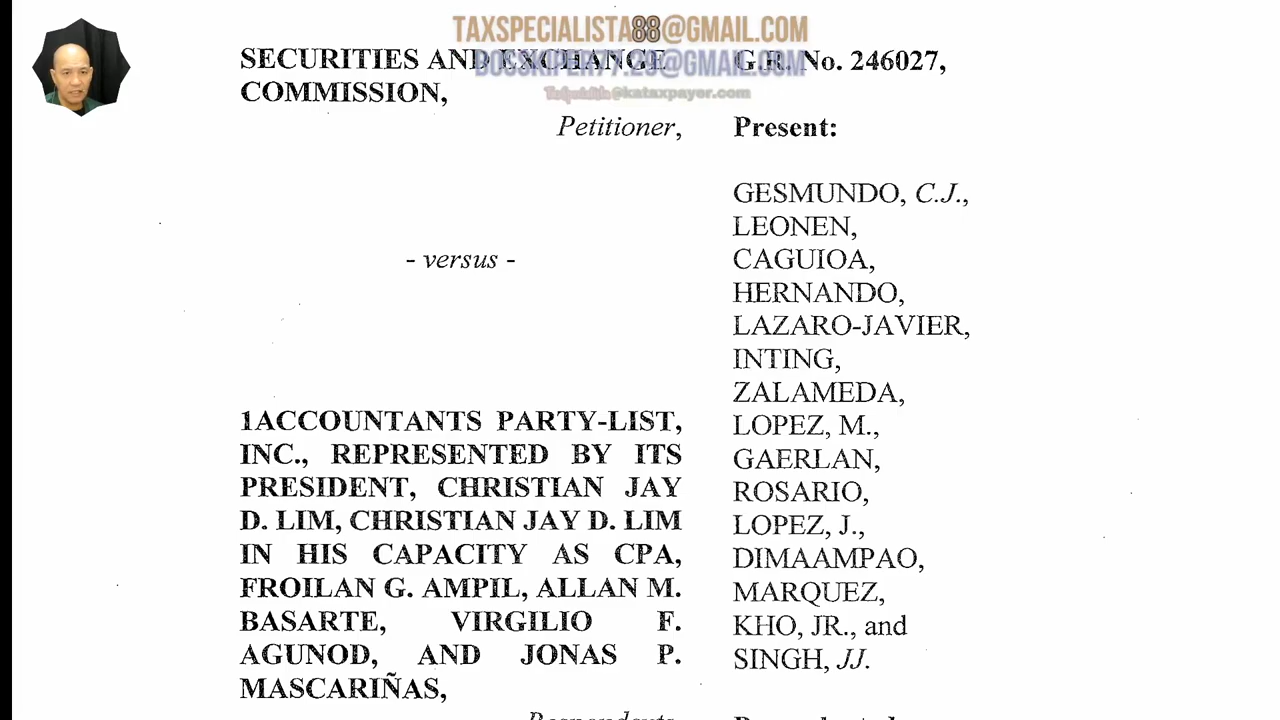 TAXSPECIALISTA88@GMAIL.COM
SECURITIES AND EXCHANGE
COMMISSION,
Petitioner,
- versus -
1ACCOUNTANTS PARTY-LIST,
INC., REPRESENTED BY ITS
PRESIDENT, CHRISTIAN JAY
D. LIM, CHRISTIAN JAY D. LIM
IN HIS CAPACITY AS CPA,
FROILAN G. AMPIL, ALLAN M.
BASARTE, VIRGILIO F.
AGUNOD, AND JONAS P.
MASCARIÑAS,
Respondents.
G.R. No. 246027,
Present:
GESMUNDO, C.J.,
LEONEN,
CAGUIOA,
HERNANDO,
LAZARO-JAVIER,
INTING,
ZALAMEDA,
LOPEZ, M.,
GAERLAN,
ROSARIO,
LOPEZ, J.,
DIMAAMPAO,
MARQUEZ,
KHO, JR., and
SINGH, JJ.